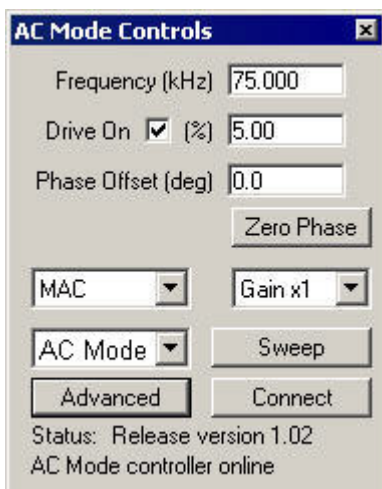 AC Mode Controls
Frequency (kHz) 75.000
Drive On (%) 5.00
Phase Offset (deg) 0.0
Zero Phase
MAC Gain x1
AC Mode Sweep
Advanced Connect
Status: Release version 1.02
AC Mode controller online